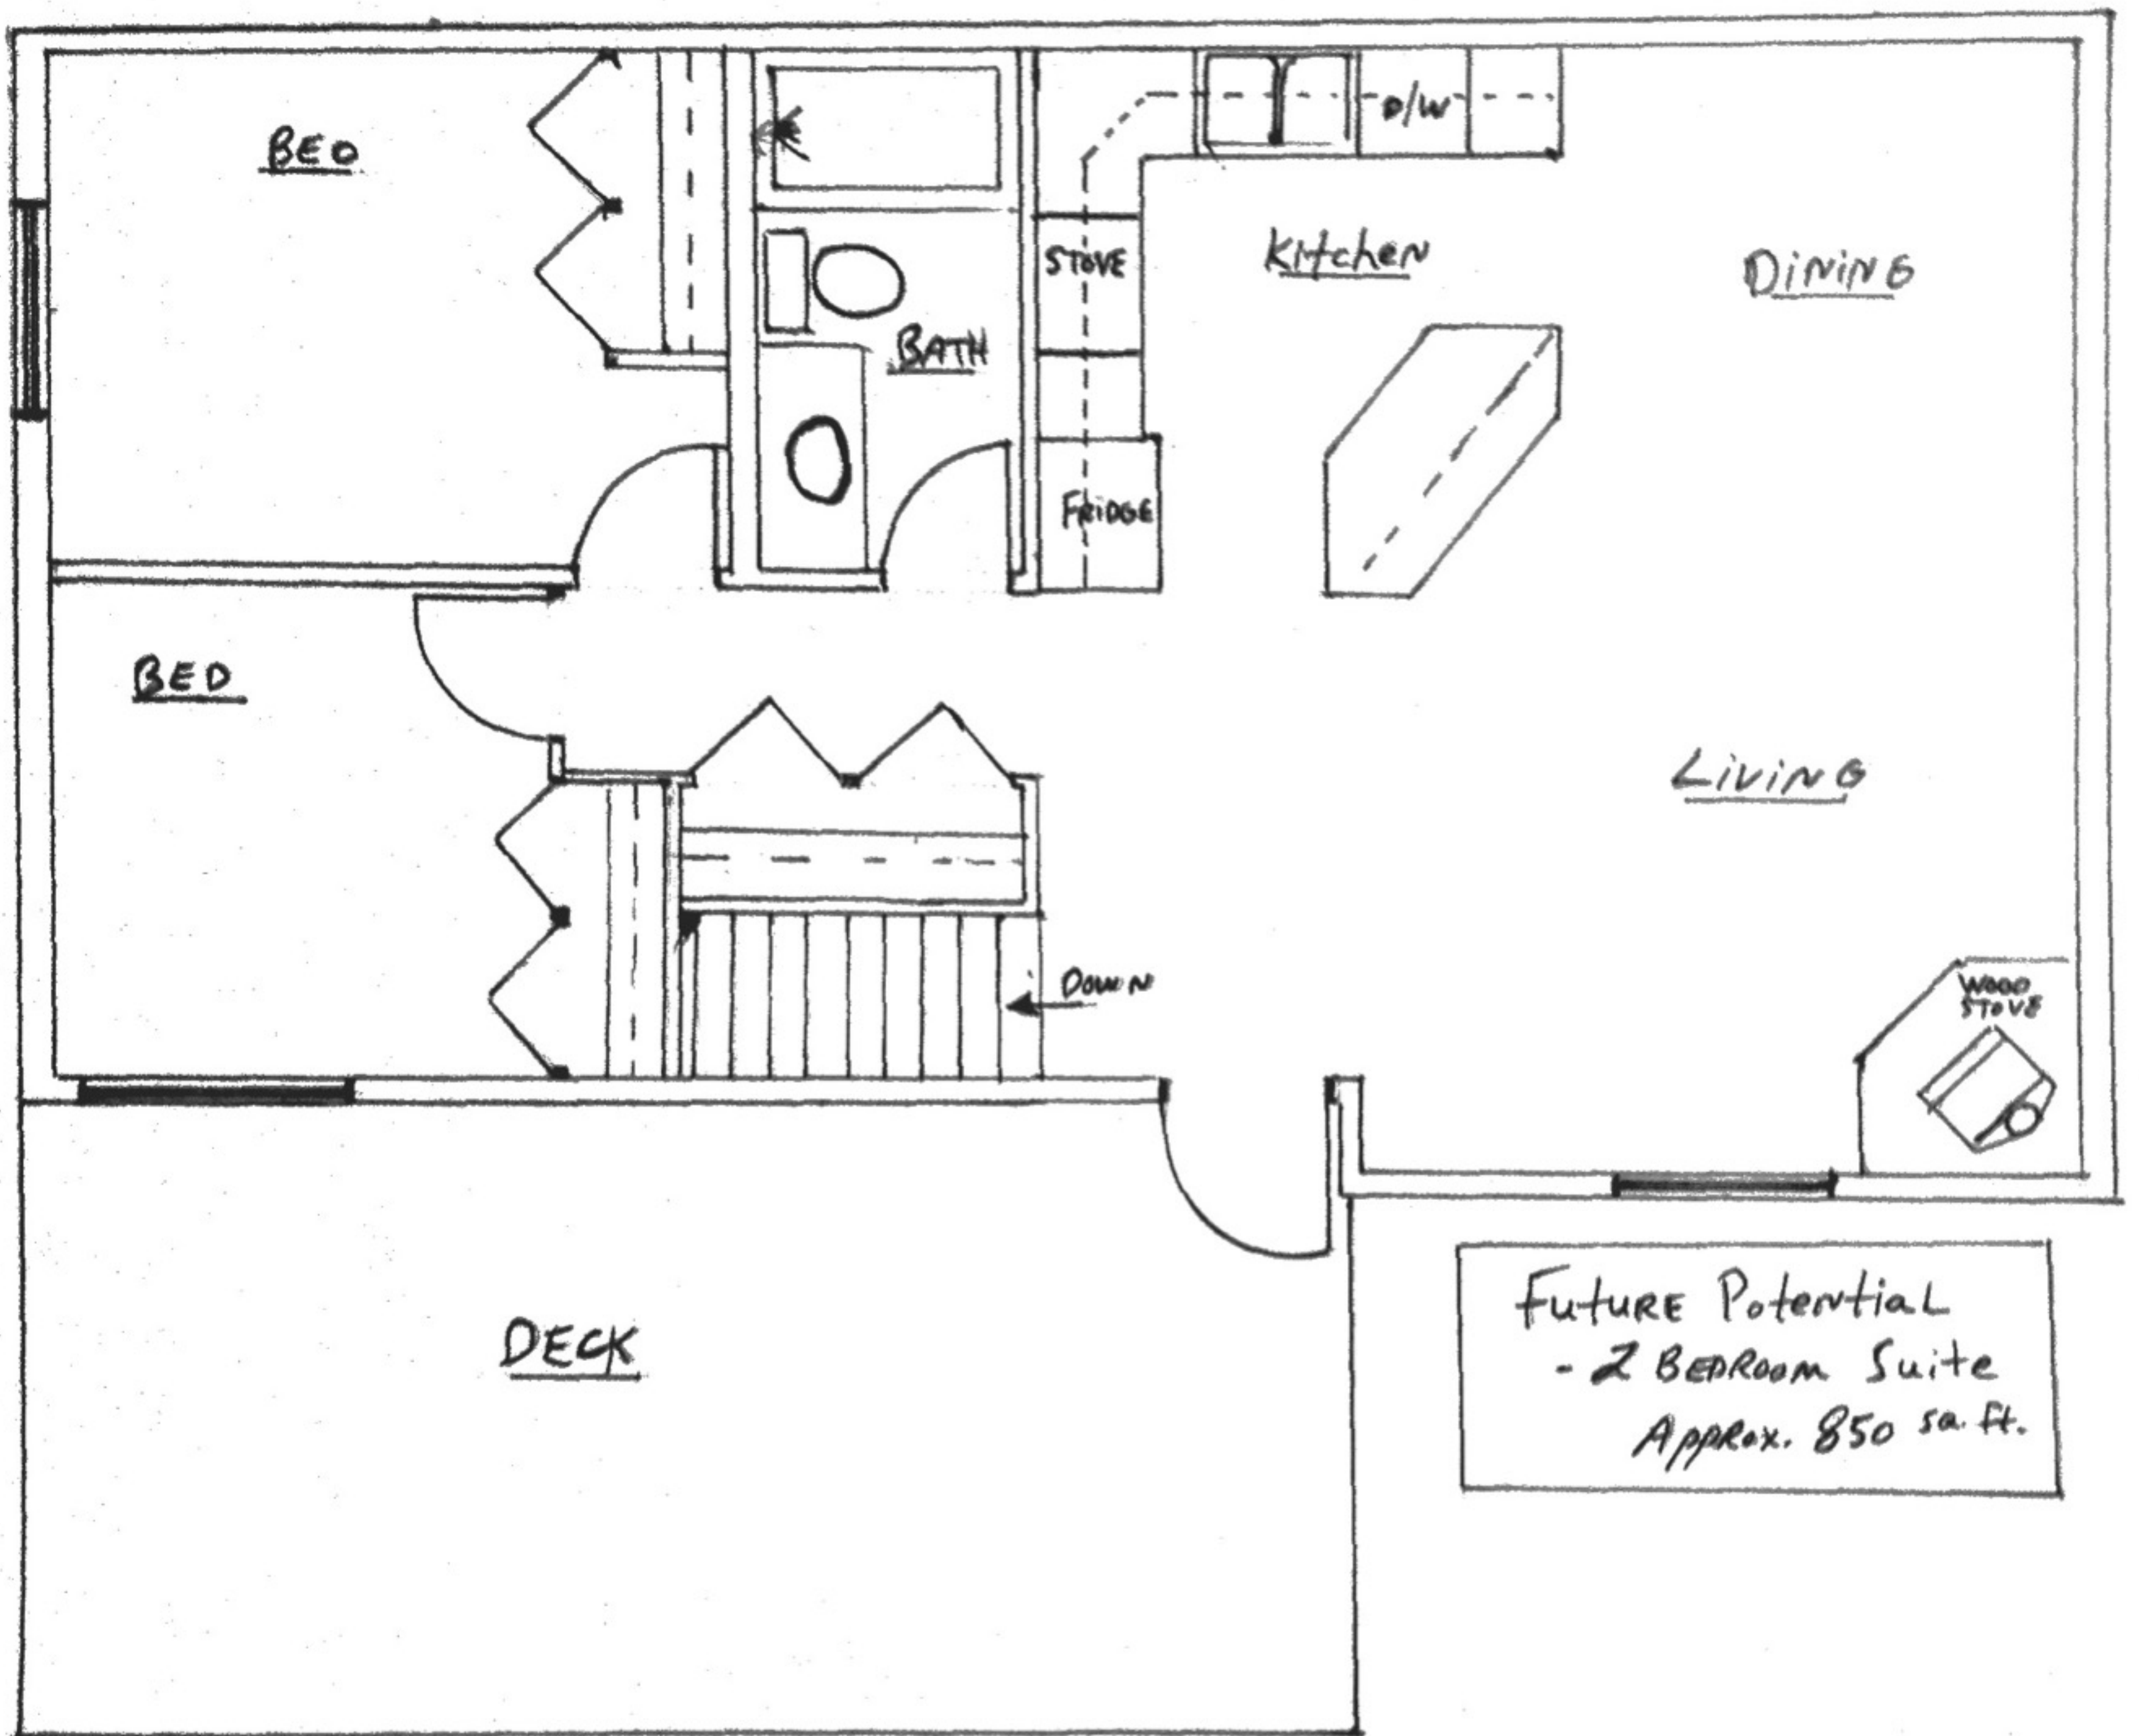 BED
D/W
STOVE
Kitchen
DiNiNG
BATH
FRiDGE
BED
LiViNG
DOWN
WOOD
STOVE
DECK
FUTURE PotentiaL
- 2 BEDROOM Suite
APPROX. 850 sq. ft.